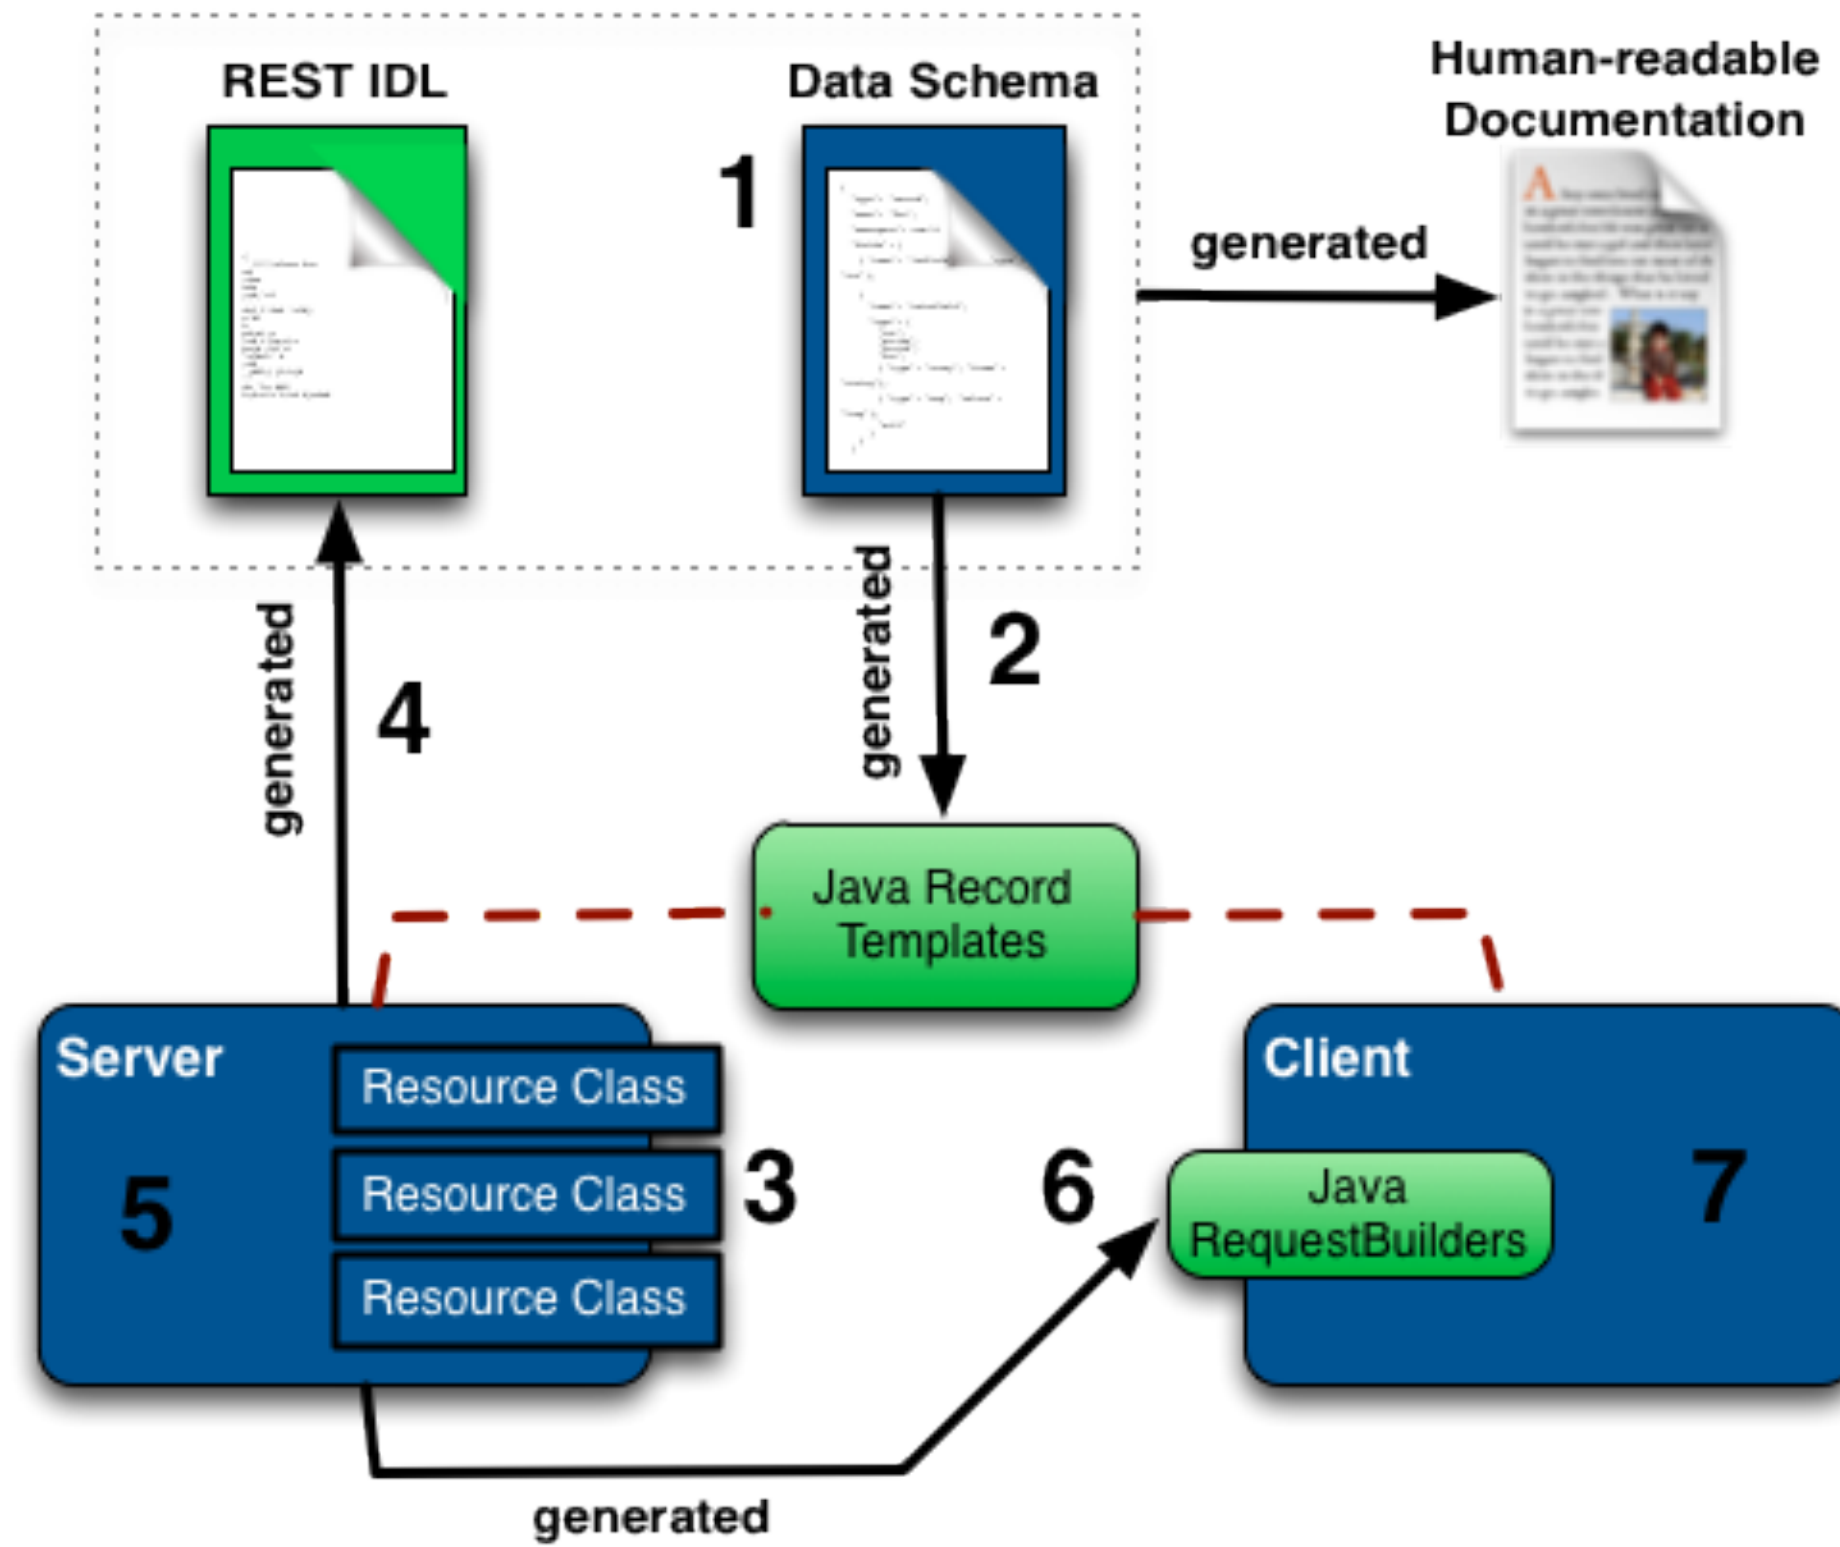 REST IDL
Data Schema
Human-readable
Documentation
1
generated
generated
4
generated
2
Java Record
Templates
Server
Resource Class
Resource Class
Resource Class
5
3
6
Client
Java
RequestBuilders
7
generated